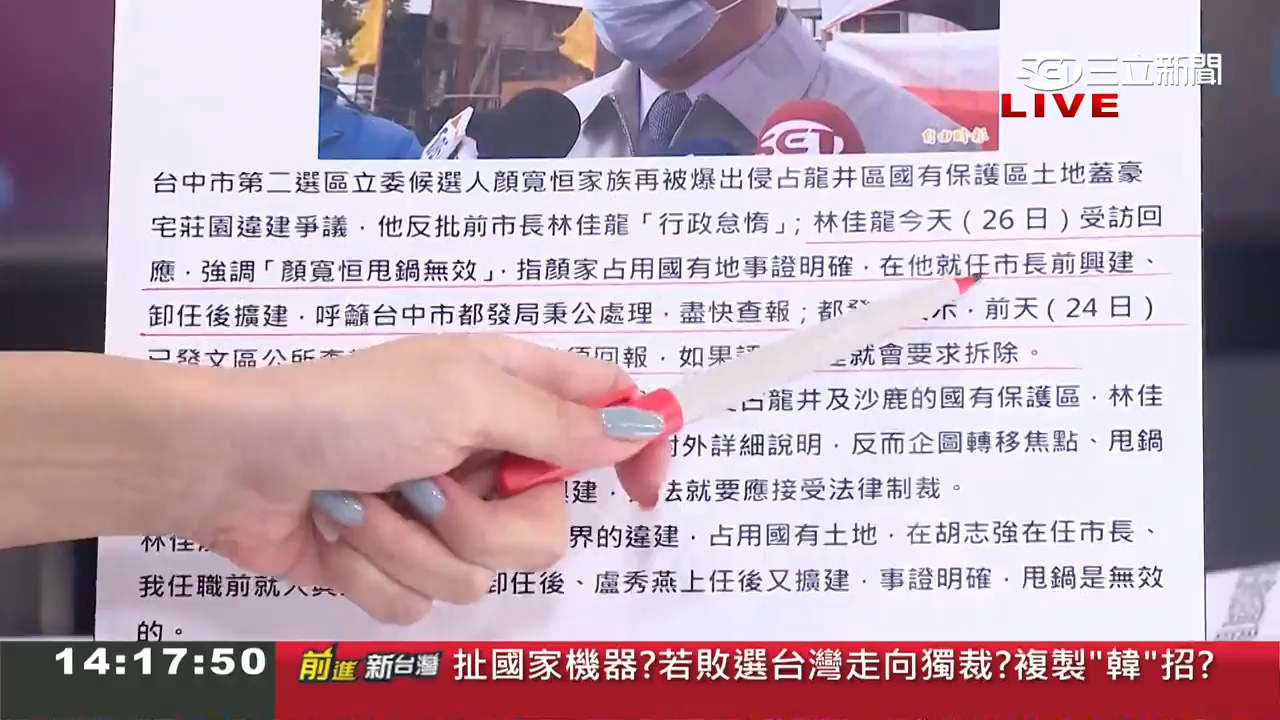 SET三立新聞
LIVE
SET
自由時報
台中市第二選區立委候選人顏寬恒家族再被爆出侵占龍井區國有保護區土地蓋豪
宅莊園違建爭議，他反批前市長林佳龍「行政怠惰」；林佳龍今天（26日）受訪回
應，強調「顏寬恒甩鍋無效」，指顏家占用國有地事證明確，在他就任市長前興建、
卸任後擴建，呼籲台中市都發局秉公處理，盡快查報；都發 示，前天（24日）
已發文區公所查 須回報，如果 就會要求拆除。
占龍井及沙鹿的國有保護區，林佳
對外詳細說明，反而企圖轉移焦點、甩鍋
建， 法就要應接受法律制裁。
林佳 界的違建，占用國有土地，在胡志強在任市長、
我任職前就 卸任後、盧秀燕上任後又擴建，事證明確，甩鍋是無效
的。
14:17:50 前進新台灣 扯國家機器?若敗選台灣走向獨裁?複製"韓"招?